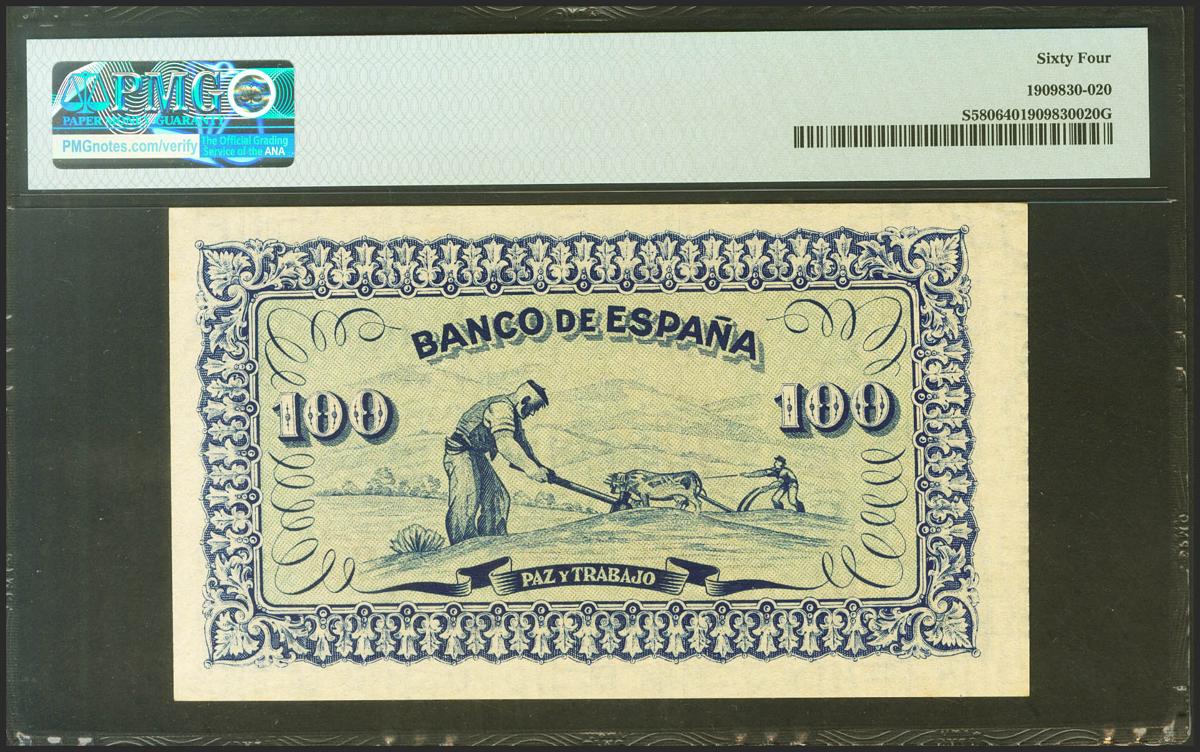 PMG
PAPER MONEY GUARANTY
PMGnotes.com/verify
The Official Grading
Service of the ANA
Sixty Four
1909830-020
S5806401909830020G
BANCO DE ESPAÑA
100
100
PAZ Y TRABAJO